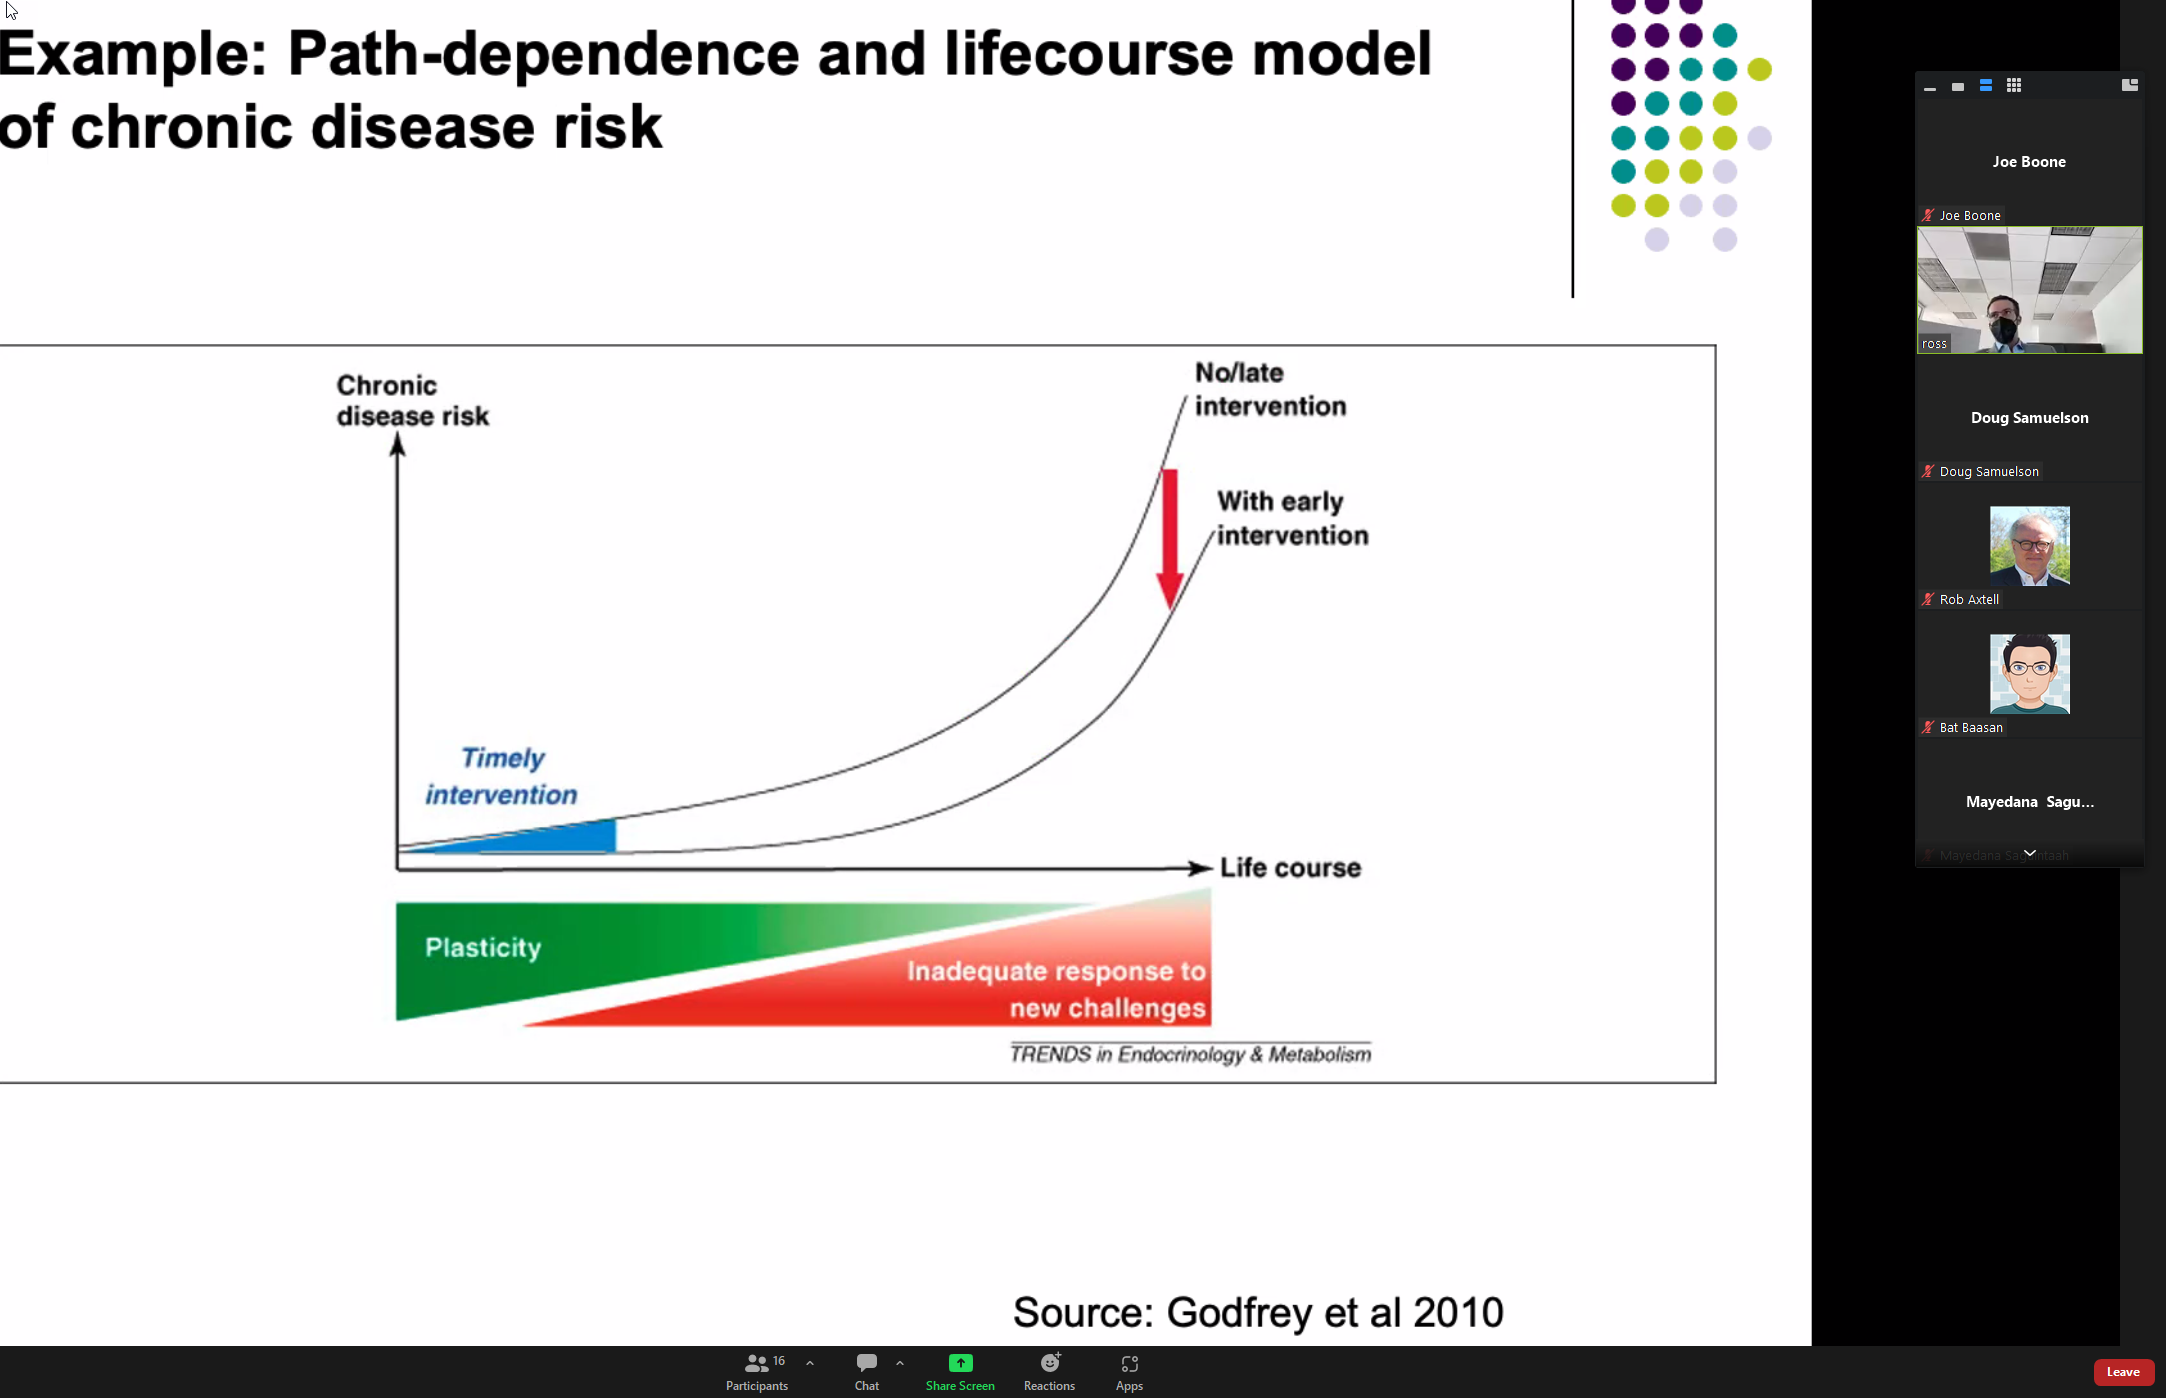 Example: Path-dependence and lifecourse model
of chronic disease risk
Chronic
disease risk
No/late
intervention
With early
intervention
Timely
intervention
Life course
Plasticity
Inadequate response to
new challenges
TRENDS in Endocrinology & Metabolism
Source: Godfrey et al 2010
Joe Boone
Joe Boone
ross
Doug Samuelson
Doug Samuelson
Rob Axtell
Bat Baasan
Mayedana Sagu...
16
Participants
Chat
Share Screen
Reactions
Apps
Leave